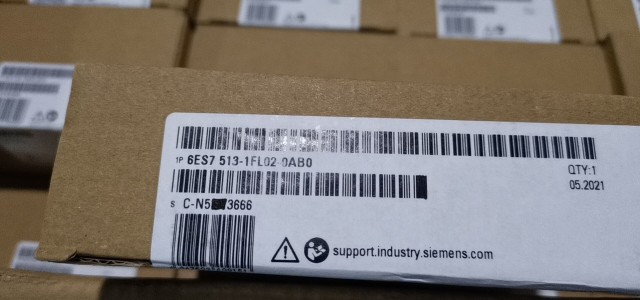 1P 6ES7 513-1FL02-0AB0
QTY:1
05.2021
S C-N5 3666
support.industry.siemens.com